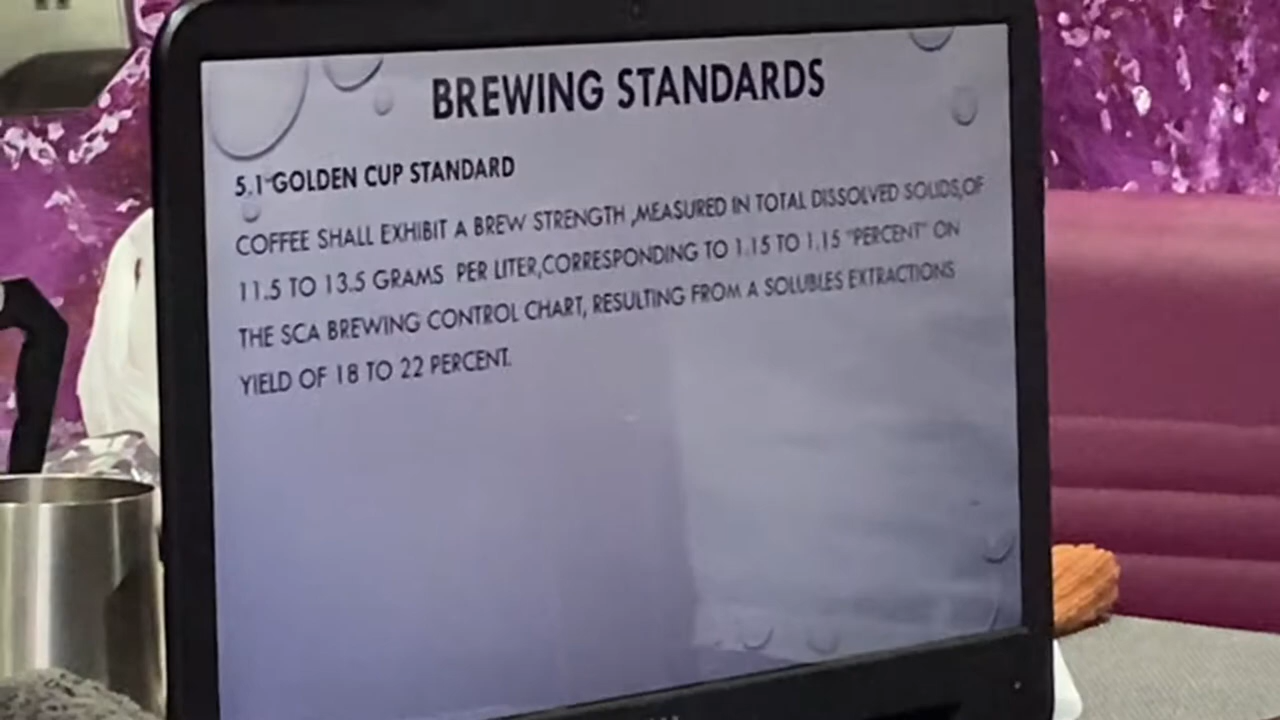 BREWING STANDARDS
5.1 GOLDEN CUP STANDARD
COFFEE SHALL EXHIBIT A BREW STRENGTH ,MEASURED IN TOTAL DISSOLVED SOLIDS,OF
11.5 TO 13.5 GRAMS PER LITER,CORRESPONDING TO 1.15 TO 1.15 "PERCENT" ON
THE SCA BREWING CONTROL CHART, RESULTING FROM A SOLUBLES EXTRACTIONS
YIELD OF 18 TO 22 PERCENT.